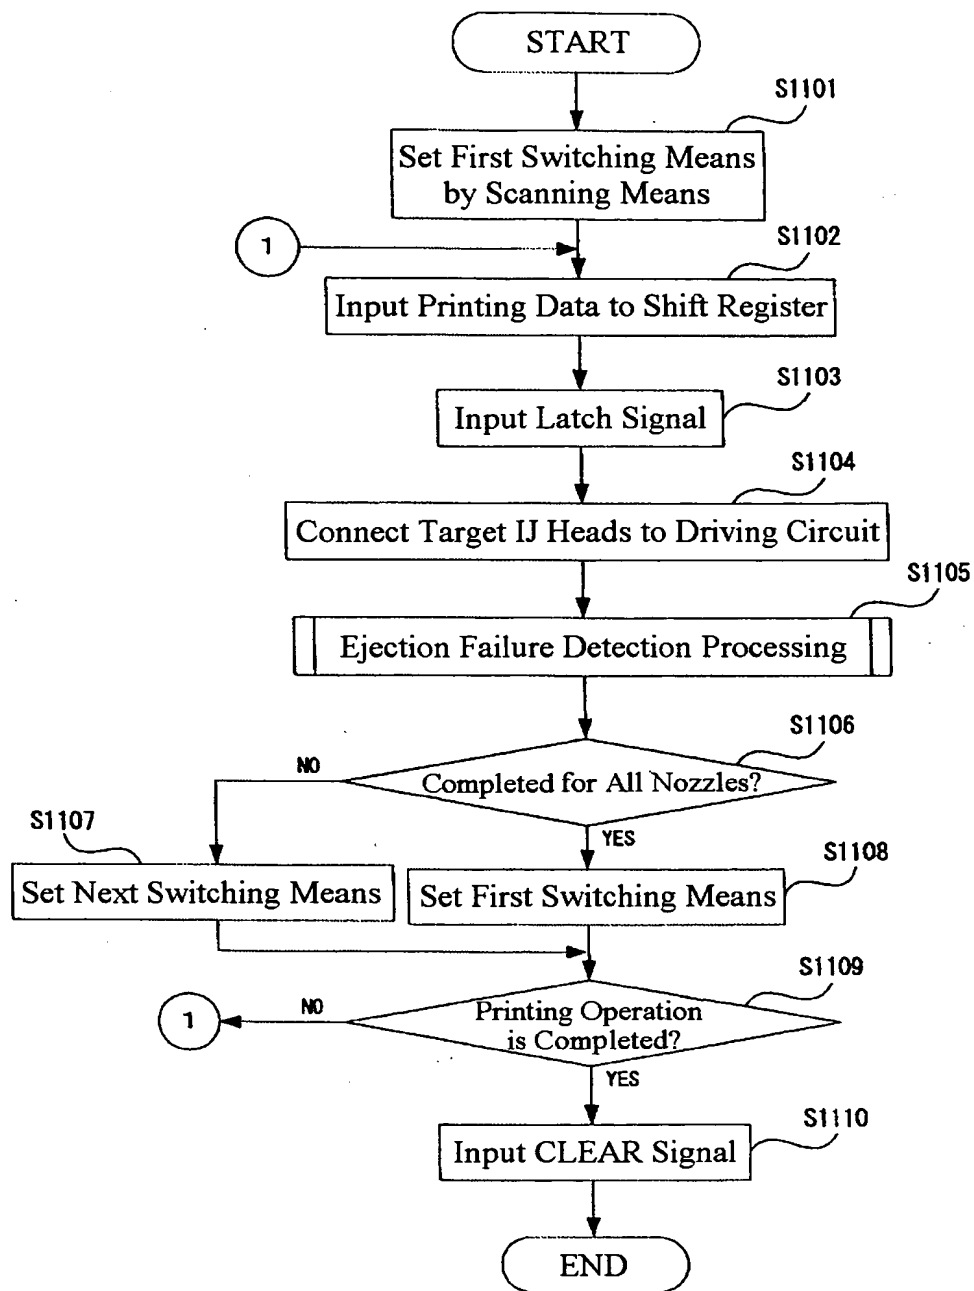 START
S1101
Set First Switching Means
by Scanning Means
1
S1102
Input Printing Data to Shift Register
S1103
Input Latch Signal
S1104
Connect Target IJ Heads to Driving Circuit
S1105
Ejection Failure Detection Processing
S1106
NO
Completed for All Nozzles?
YES
S1107
Set Next Switching Means
S1108
Set First Switching Means
S1109
1
NO
Printing Operation
is Completed?
YES
S1110
Input CLEAR Signal
END